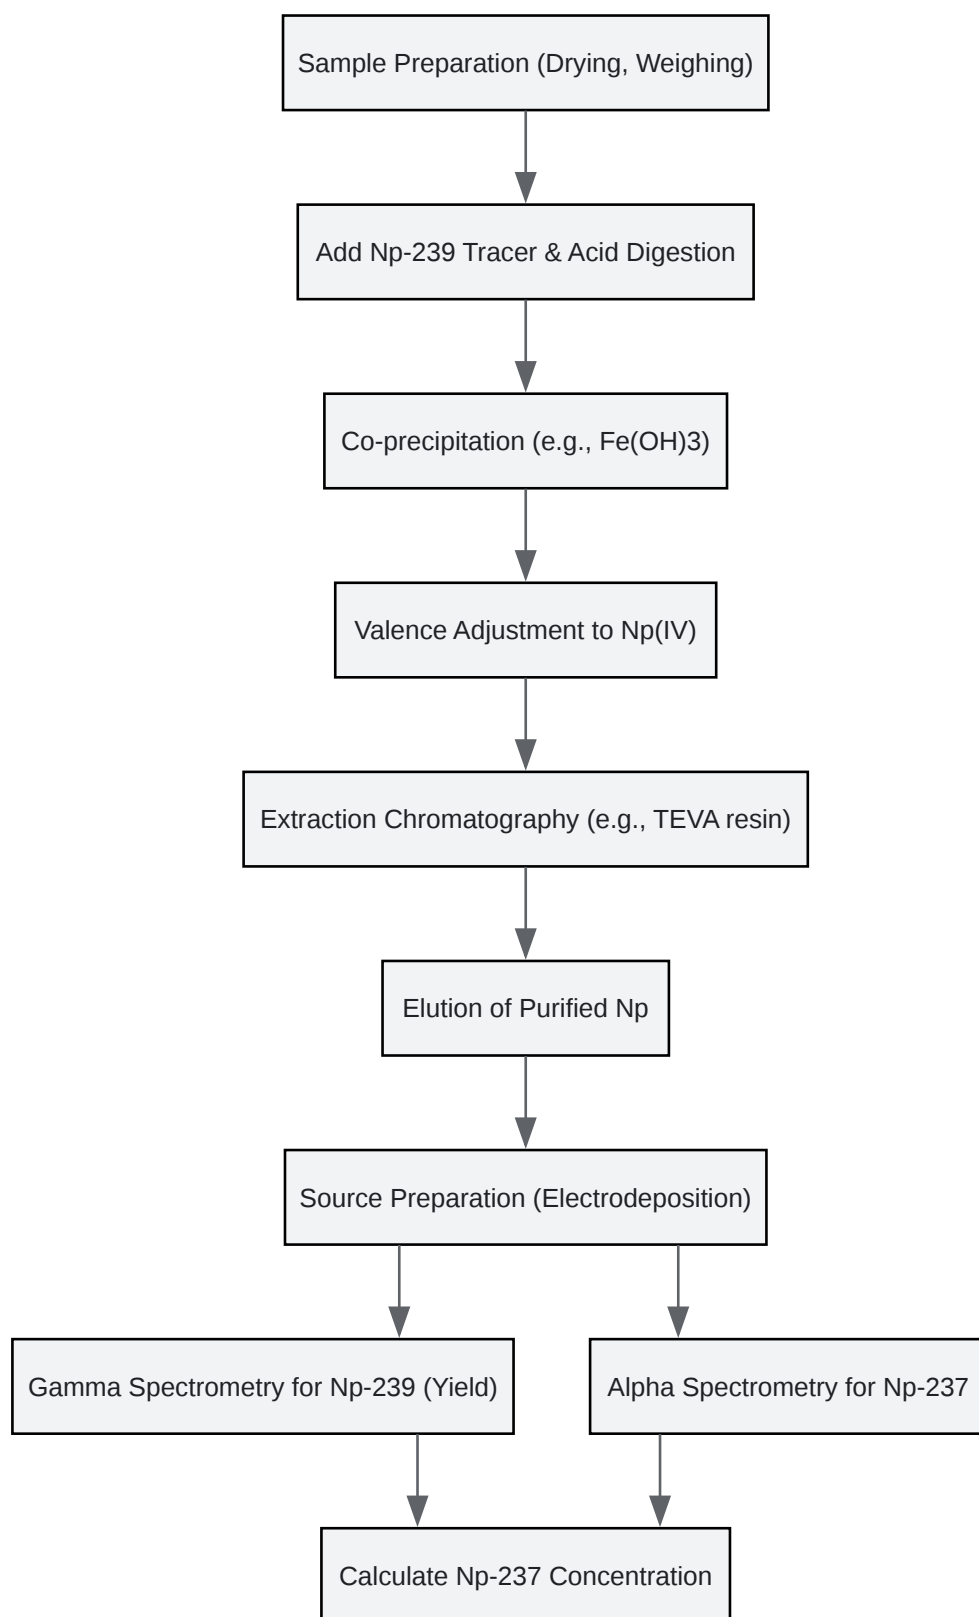 Sample Preparation (Drying, Weighing)
Add Np-239 Tracer & Acid Digestion
Co-precipitation (e.g., Fe(OH)3)
Valence Adjustment to Np(IV)
Extraction Chromatography (e.g., TEVA resin)
Elution of Purified Np
Source Preparation (Electrodeposition)
Gamma Spectrometry for Np-239 (Yield)
Alpha Spectrometry for Np-237
Calculate Np-237 Concentration